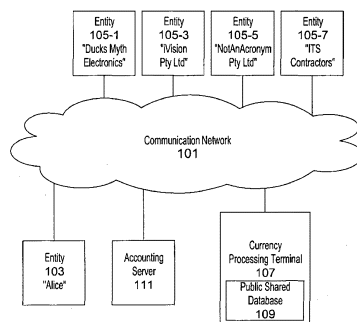 Entity
105-1
"Ducks Myth
Electronics"
Entity
105-3
"iVision
Pty Ltd"
Entity
105-5
"NotAnAcronym
Pty Ltd"
Entity
105-7
"ITS
Contractors"
Communication Network
101
Entity
103
"Alice"
Accounting
Server
111
Currency
Processing Terminal
107
Public Shared
Database
109